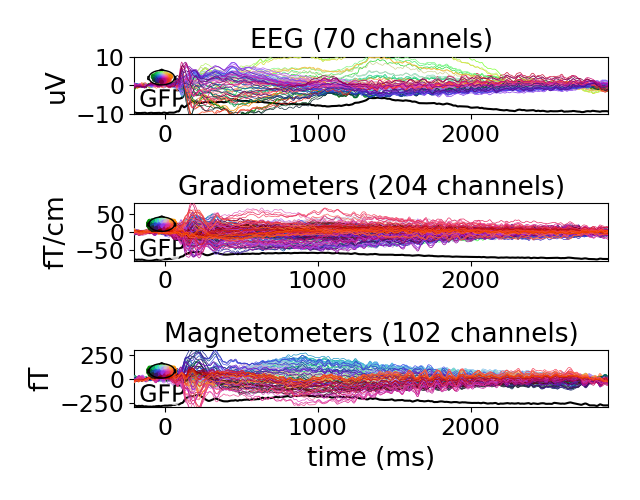 EEG (70 channels)
10
0
−10
uV
GFP
0 1000 2000
Gradiometers (204 channels)
50
0
−50
fT/cm
GFP
0 1000 2000
Magnetometers (102 channels)
250
0
−250
fT
GFP
0 1000 2000
time (ms)